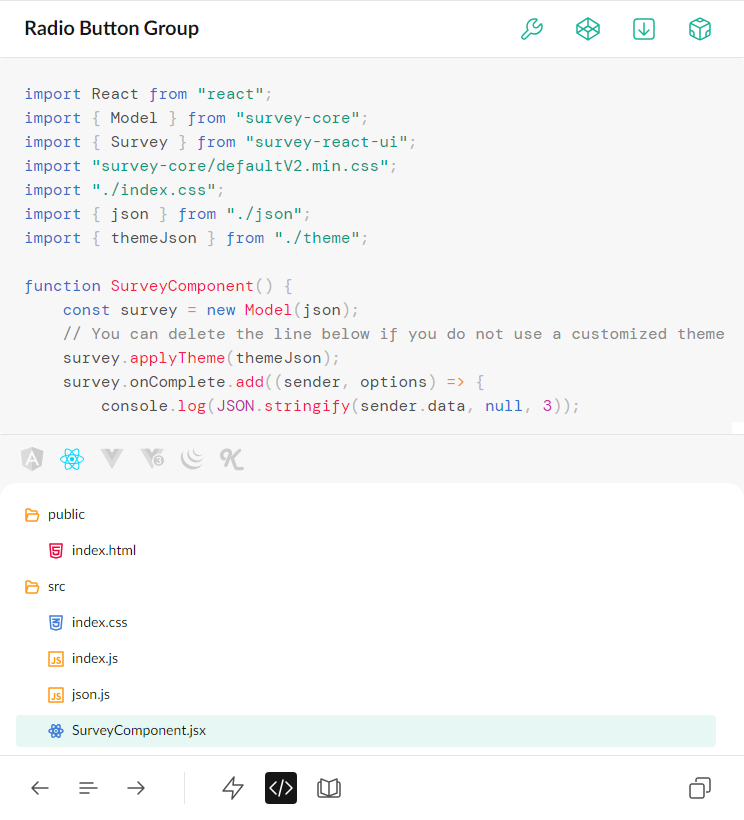 Radio Button Group
import React from "react";
import { Model } from "survey-core";
import { Survey } from "survey-react-ui";
import "survey-core/defaultV2.min.css";
import "./index.css";
import { json } from "./json";
import { themeJson } from "./theme";
function SurveyComponent() {
    const survey = new Model(json);
    // You can delete the line below if you do not use a customized theme
    survey.applyTheme(themeJson);
    survey.onComplete.add((sender, options) => {
        console.log(JSON.stringify(sender.data, null, 3));
public
index.html
src
index.css
JS index.js
JS json.js
SurveyComponent.jsx